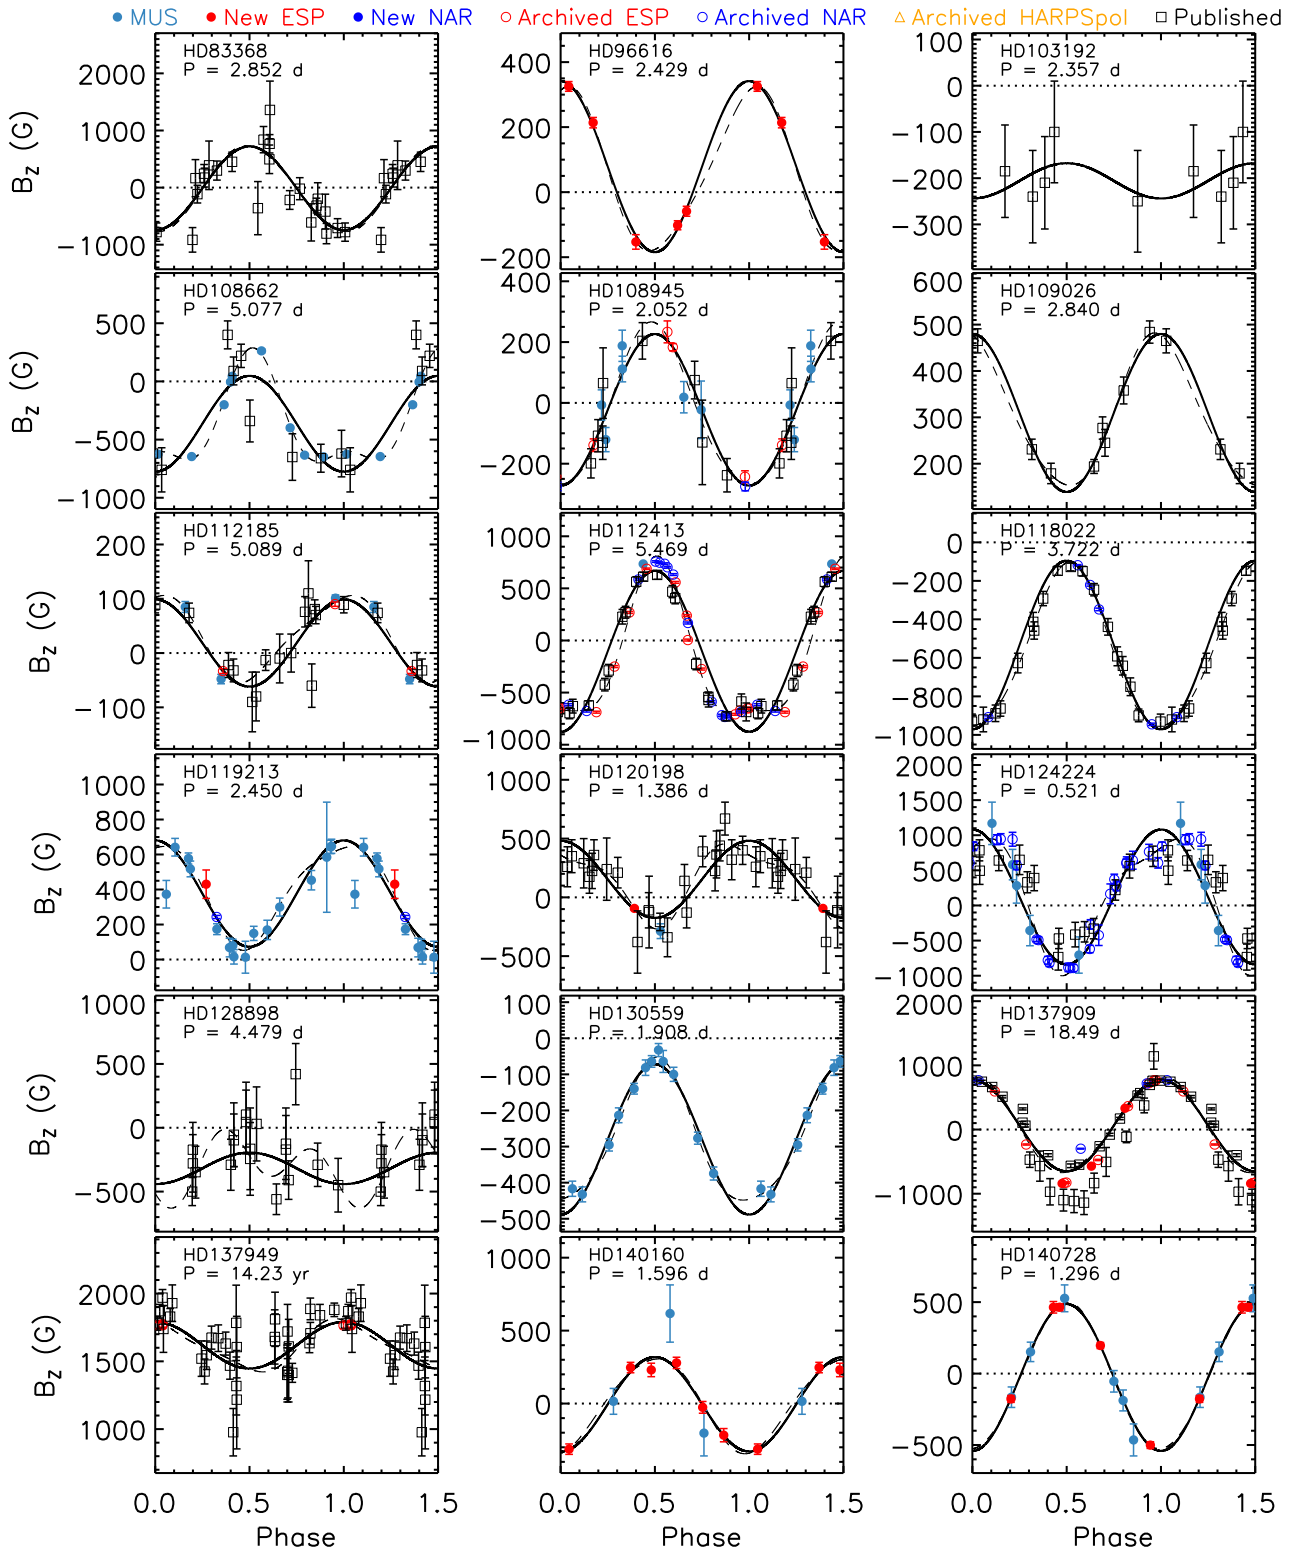 MUS New ESP New NAR Archived ESP Archived NAR Archived HARPSpol Published
HD83368
P = 2.852 d
2000
1000
0
−1000
B_z (G)
HD96616
P = 2.429 d
400
200
0
−200
HD103192
P = 2.357 d
100
0
−100
−200
−300
HD108662
P = 5.077 d
500
0
−500
−1000
B_z (G)
HD108945
P = 2.052 d
400
200
0
−200
HD109026
P = 2.840 d
600
500
400
300
200
HD112185
P = 5.089 d
200
100
0
−100
B_z (G)
HD112413
P = 5.469 d
1000
500
0
−500
−1000
HD118022
P = 3.722 d
0
−200
−400
−600
−800
−1000
HD119213
P = 2.450 d
1000
800
600
400
200
0
B_z (G)
HD120198
P = 1.386 d
1000
500
0
−500
HD124224
P = 0.521 d
2000
1500
1000
500
0
−500
−1000
HD128898
P = 4.479 d
1000
500
0
−500
B_z (G)
HD130559
P = 1.908 d
100
0
−100
−200
−300
−400
−500
HD137909
P = 18.49 d
2000
1000
0
−1000
HD137949
P = 14.23 yr
2000
1500
1000
B_z (G)
HD140160
P = 1.596 d
1000
500
0
HD140728
P = 1.296 d
500
0
−500
0.0 0.5 1.0 1.5
0.0 0.5 1.0 1.5
0.0 0.5 1.0 1.5
Phase Phase Phase